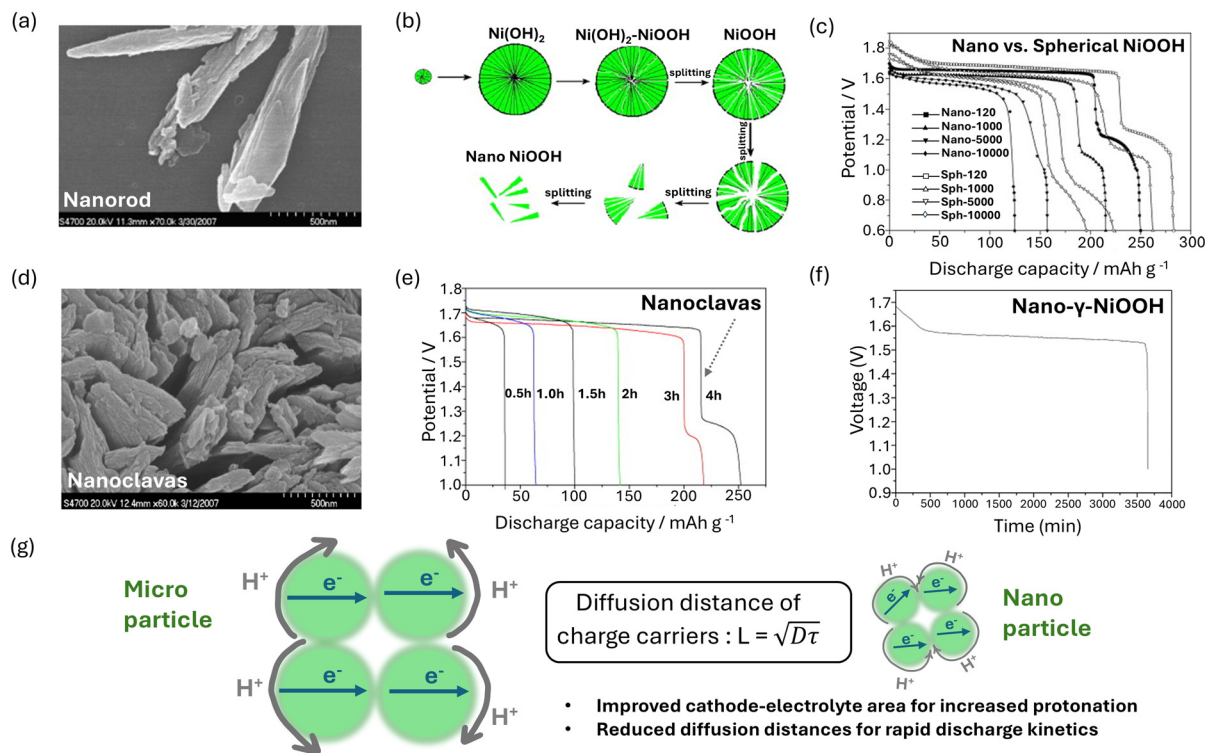 (a)
Nanorod
S4700 20.0kV 11.3mm x70.0k 3/30/2007
500nm
(b)
Ni(OH)2
Ni(OH)2-NiOOH
NiOOH
splitting
splitting
Nano NiOOH
splitting
splitting
(c)
Nano vs. Spherical NiOOH
Potential / V
1.8
1.6
1.4
1.2
1.0
0.8
0.6
Nano-120
Nano-1000
Nano-5000
Nano-10000
Sph-120
Sph-1000
Sph-5000
Sph-10000
0 50 100 150 200 250 300
Discharge capacity / mAh g -1
(d)
Nanoclavas
S4700 20.0kV 12.4mm x60.0k 3/12/2007
500nm
(e)
Nanoclavas
Potential / V
1.8
1.7
1.6
1.5
1.4
1.3
1.2
1.1
1.0
0.5h 1.0h 1.5h 2h 3h 4h
0 50 100 150 200 250
Discharge capacity / mAh g -1
(f)
Nano-γ-NiOOH
Voltage (V)
1.7
1.6
1.5
1.4
1.3
1.2
1.1
1.0
0.9
0 500 1000 1500 2000 2500 3000 3500 4000
Time (min)
(g)
Micro
particle
H+
e-
e-
H+
H+
e-
e-
H+
Diffusion distance of
charge carriers : L = √Dτ
H+
H+
e-
e-
e-
e-
H+
H+
Nano
particle
• Improved cathode-electrolyte area for increased protonation
• Reduced diffusion distances for rapid discharge kinetics